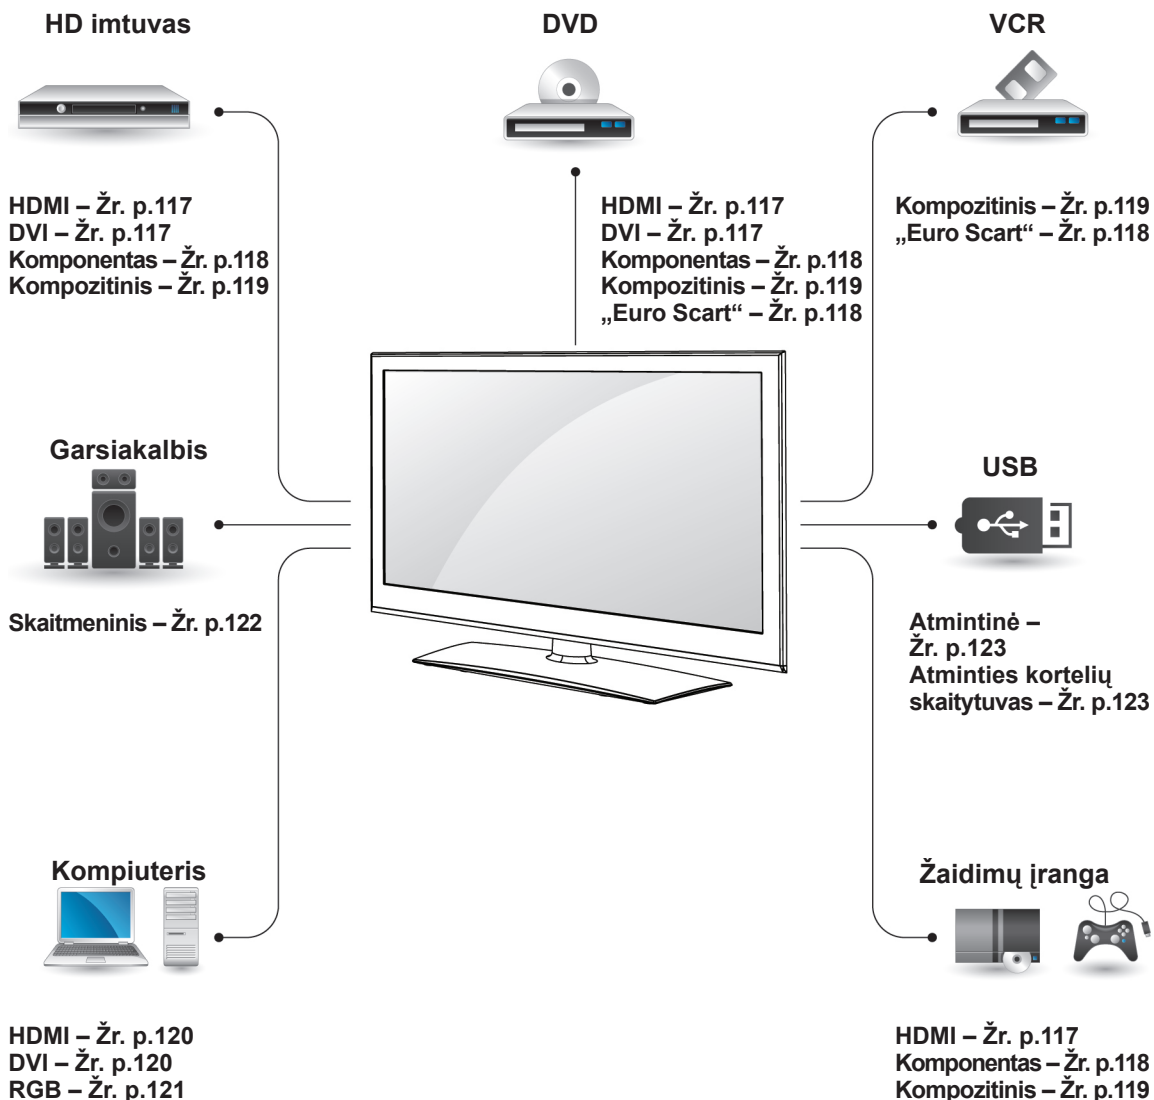 HD imtuvas
HDMI – Žr. p.117
DVI – Žr. p.117
Komponentas – Žr. p.118
Kompozitinis – Žr. p.119
DVD
HDMI – Žr. p.117
DVI – Žr. p.117
Komponentas – Žr. p.118
Kompozitinis – Žr. p.119
„Euro Scart“ – Žr. p.118
VCR
Kompozitinis – Žr. p.119
„Euro Scart“ – Žr. p.118
Garsiakalbis
Skaitmeninis – Žr. p.122
USB
Atmintinė –
Žr. p.123
Atminties kortelių
skaitytuvas – Žr. p.123
Kompiuteris
HDMI – Žr. p.120
DVI – Žr. p.120
RGB – Žr. p.121
Žaidimų įranga
HDMI – Žr. p.117
Komponentas – Žr. p.118
Kompozitinis – Žr. p.119